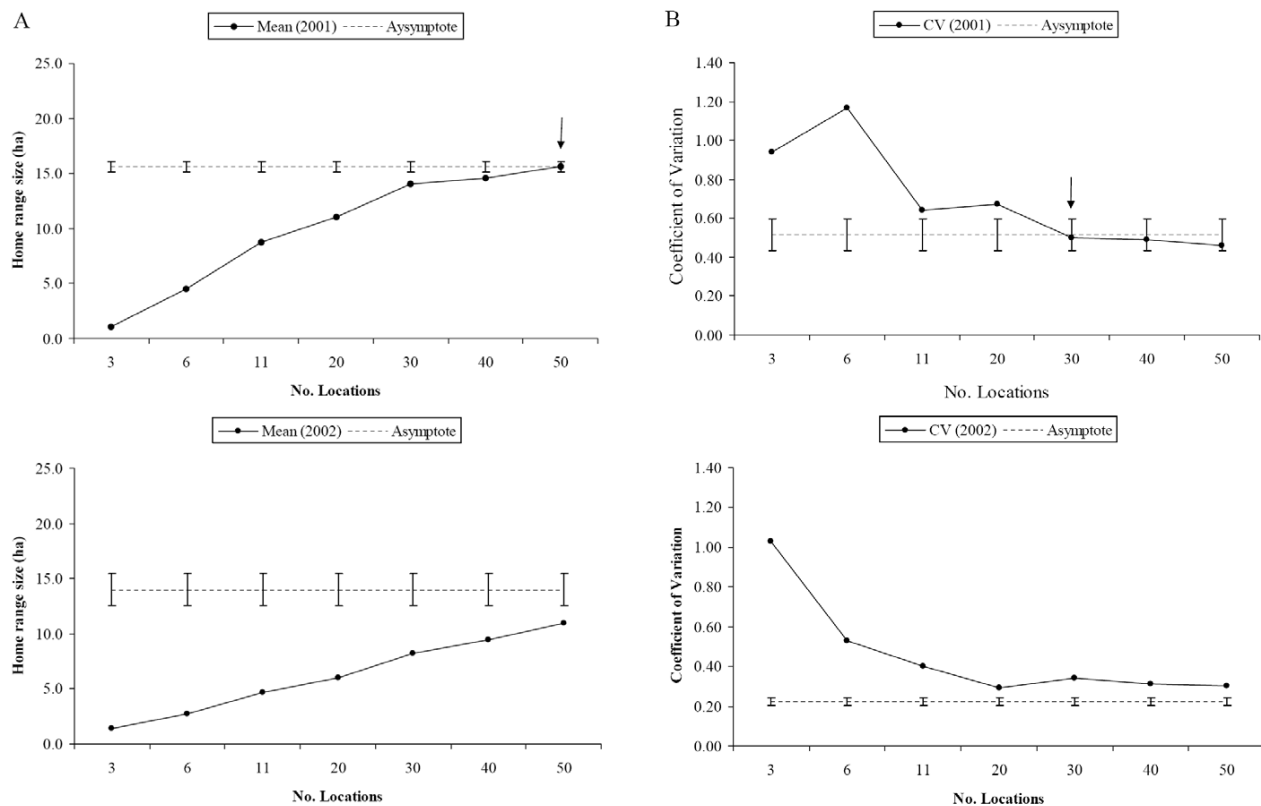 A
Mean (2001) Aysymptote
25.0
20.0
15.0
10.0
5.0
0.0
Home range size (ha)
3 6 11 20 30 40 50
No. Locations
B
CV (2001) Aysymptote
1.40
1.20
1.00
0.80
0.60
0.40
0.20
0.00
Coefficient of Variation
3 6 11 20 30 40 50
No. Locations
Mean (2002) Asymptote
25.0
20.0
15.0
10.0
5.0
0.0
Home range size (ha)
3 6 11 20 30 40 50
No. Locations
CV (2002) Asymptote
1.40
1.20
1.00
0.80
0.60
0.40
0.20
0.00
Coefficient of Variation
3 6 11 20 30 40 50
No. Locations